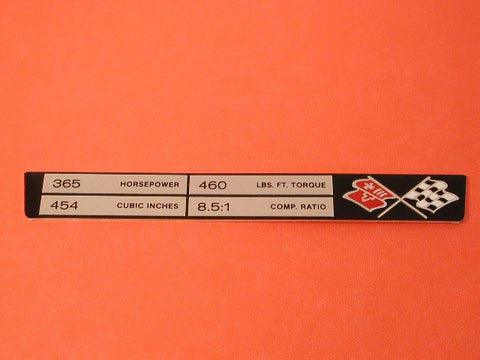 365 HORSEPOWER 460 LBS. FT. TORQUE
454 CUBIC INCHES 8.5:1 COMP. RATIO